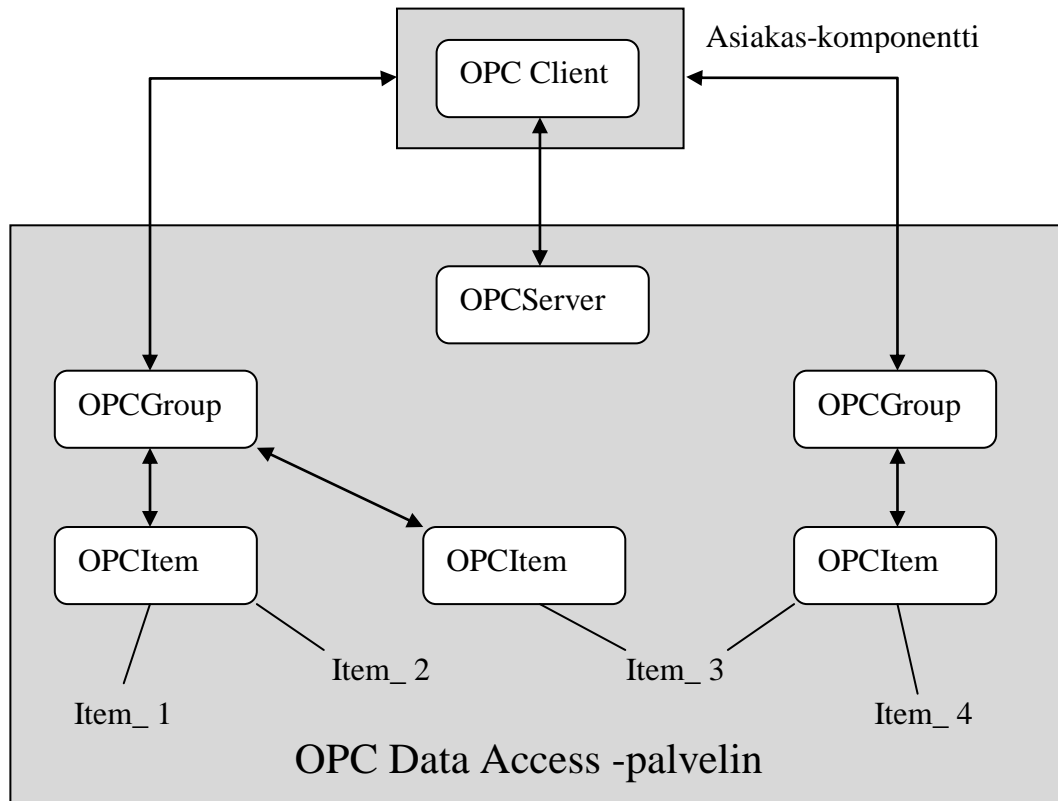 Asiakas-komponentti
OPC Client
OPCServer
OPCGroup
OPCGroup
OPCItem
OPCItem
OPCItem
Item_ 2
Item_ 3
Item_ 1
Item_ 4
OPC Data Access -palvelin